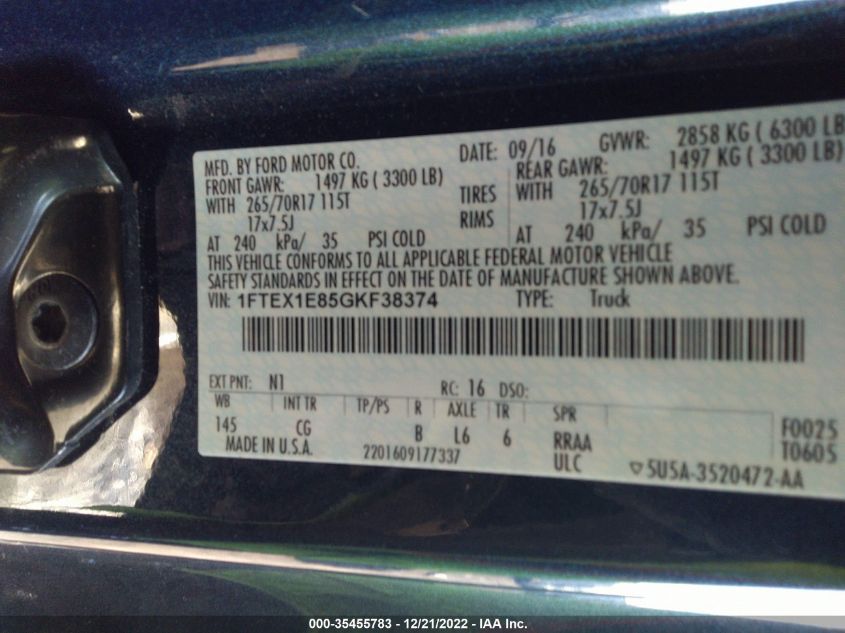 MFD. BY FORD MOTOR CO.
DATE: 09/16
GVWR: 2858 KG ( 6300 LB
FRONT GAWR: 1497 KG ( 3300 LB)
REAR GAWR: 1497 KG ( 3300 LB)
WITH 265/70R17 115T
TIRES
WITH 265/70R17 115T
17x7.5J
RIMS
17x7.5J
AT 240 kPa/ 35 PSI COLD
AT 240 kPa/ 35 PSI COLD
THIS VEHICLE CONFORMS TO ALL APPLICABLE FEDERAL MOTOR VEHICLE
SAFETY STANDARDS IN EFFECT ON THE DATE OF MANUFACTURE SHOWN ABOVE.
VIN: 1FTEX1E85GKF38374
TYPE: Truck
EXT PNT: N1
RC: 16 DSO:
WB INT TR TP/PS R AXLE TR SPR
145 CG B L6 6 RRAA
ULC
F0025
T0605
MADE IN U.S.A.
2201609177337
5U5A-3520472-AA
000-35455783 - 12/21/2022 - IAA Inc.